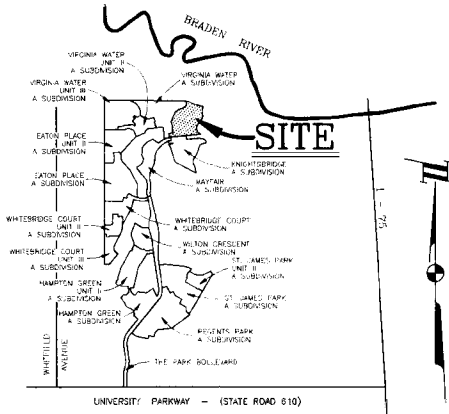 BRADEN RIVER
VIRGINIA WATER
UNIT II
A SUBDIVISION
VIRGINIA WATER
A SUBDIVISION
VIRGINIA WATER
UNIT III
A SUBDIVISION
SITE
EATON PLACE
UNIT II
A SUBDIVISION
KNIGHTSBRIDGE
A SUBDIVISION
MAYFAIR
A SUBDIVISION
EATON PLACE
A SUBDIVISION
I - 75
WHITEBRIDGE COURT
UNIT II
A SUBDIVISION
WHITEBRIDGE COURT
A SUBDIVISION
WILTON CRESCENT
A SUBDIVISION
WHITEBRIDGE COURT
UNIT III
A SUBDIVISION
ST. JAMES PARK
UNIT II
A SUBDIVISION
HAMPTON GREEN
UNIT II
A SUBDIVISION
ST. JAMES PARK
A SUBDIVISION
HAMPTON GREEN
A SUBDIVISION
REGENTS PARK
A SUBDIVISION
WHITFIELD
AVENUE
THE PARK BOULEVARD
UNIVERSITY PARKWAY - (STATE ROAD 610)